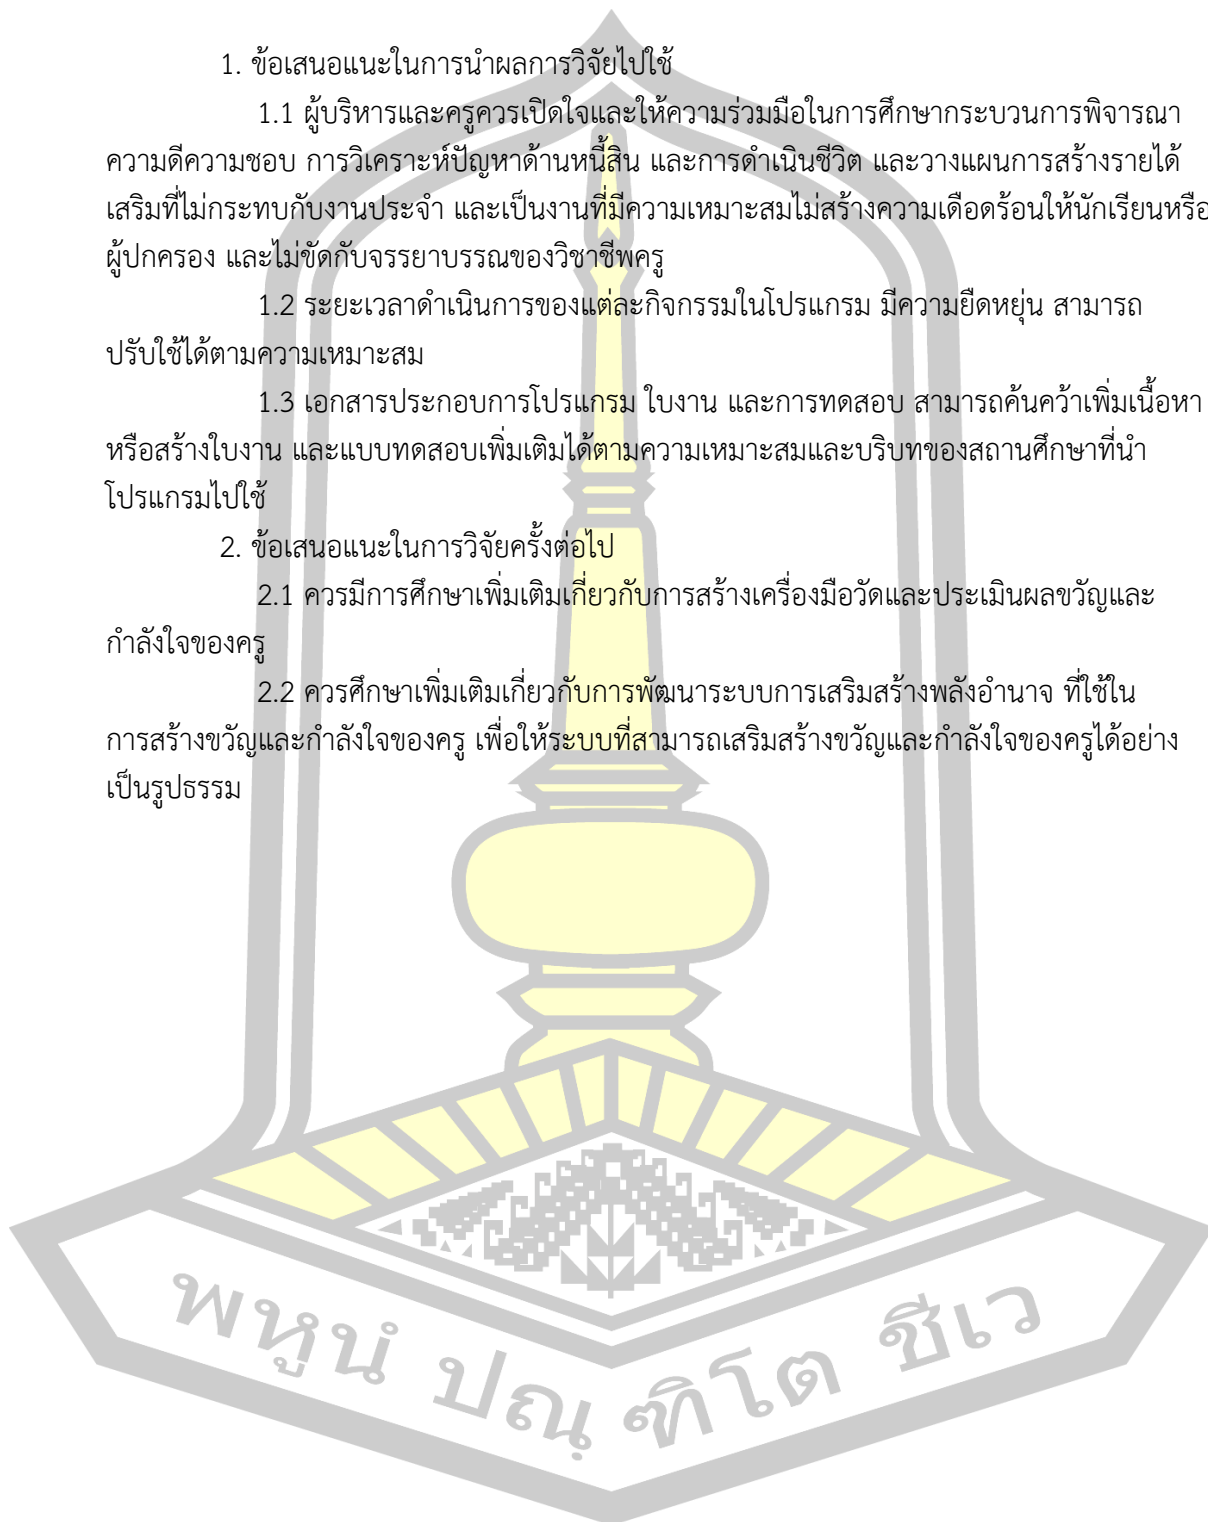 1. ข้อเสนอแนะในการนำผลการวิจัยไปใช้
1.1 ผู้บริหารและครูควรเปิดใจและให้ความร่วมมือในการศึกษากระบวนการพิจารณา
ความดีความชอบ การวิเคราะห์ปัญหาด้านหนี้สิน และการดำเนินชีวิต และวางแผนการสร้างรายได้
เสริมที่ไม่กระทบกับงานประจำ และเป็นงานที่มีความเหมาะสมไม่สร้างความเดือดร้อนให้นักเรียนหรือ
ผู้ปกครอง และไม่ขัดกับจรรยาบรรณของวิชาชีพครู
1.2 ระยะเวลาดำเนินการของแต่ละกิจกรรมในโปรแกรม มีความยืดหยุ่น สามารถ
ปรับใช้ได้ตามความเหมาะสม
1.3 เอกสารประกอบการโปรแกรม ใบงาน และการทดสอบ สามารถค้นคว้าเพิ่มเนื้อหา
หรือสร้างใบงาน และแบบทดสอบเพิ่มเติมได้ตามความเหมาะสมและบริบทของสถานศึกษาที่นำ
โปรแกรมไปใช้
2. ข้อเสนอแนะในการวิจัยครั้งต่อไป
2.1 ควรมีการศึกษาเพิ่มเติมเกี่ยวกับการสร้างเครื่องมือวัดและประเมินผลขวัญและ
กำลังใจของครู
2.2 ควรศึกษาเพิ่มเติมเกี่ยวกับการพัฒนาระบบการเสริมสร้างพลังอำนาจ ที่ใช้ใน
การสร้างขวัญและกำลังใจของครู เพื่อให้ระบบที่สามารถเสริมสร้างขวัญและกำลังใจของครูได้อย่าง
เป็นรูปธรรม
พหูนํ ปณฺฑิโต ชีเว